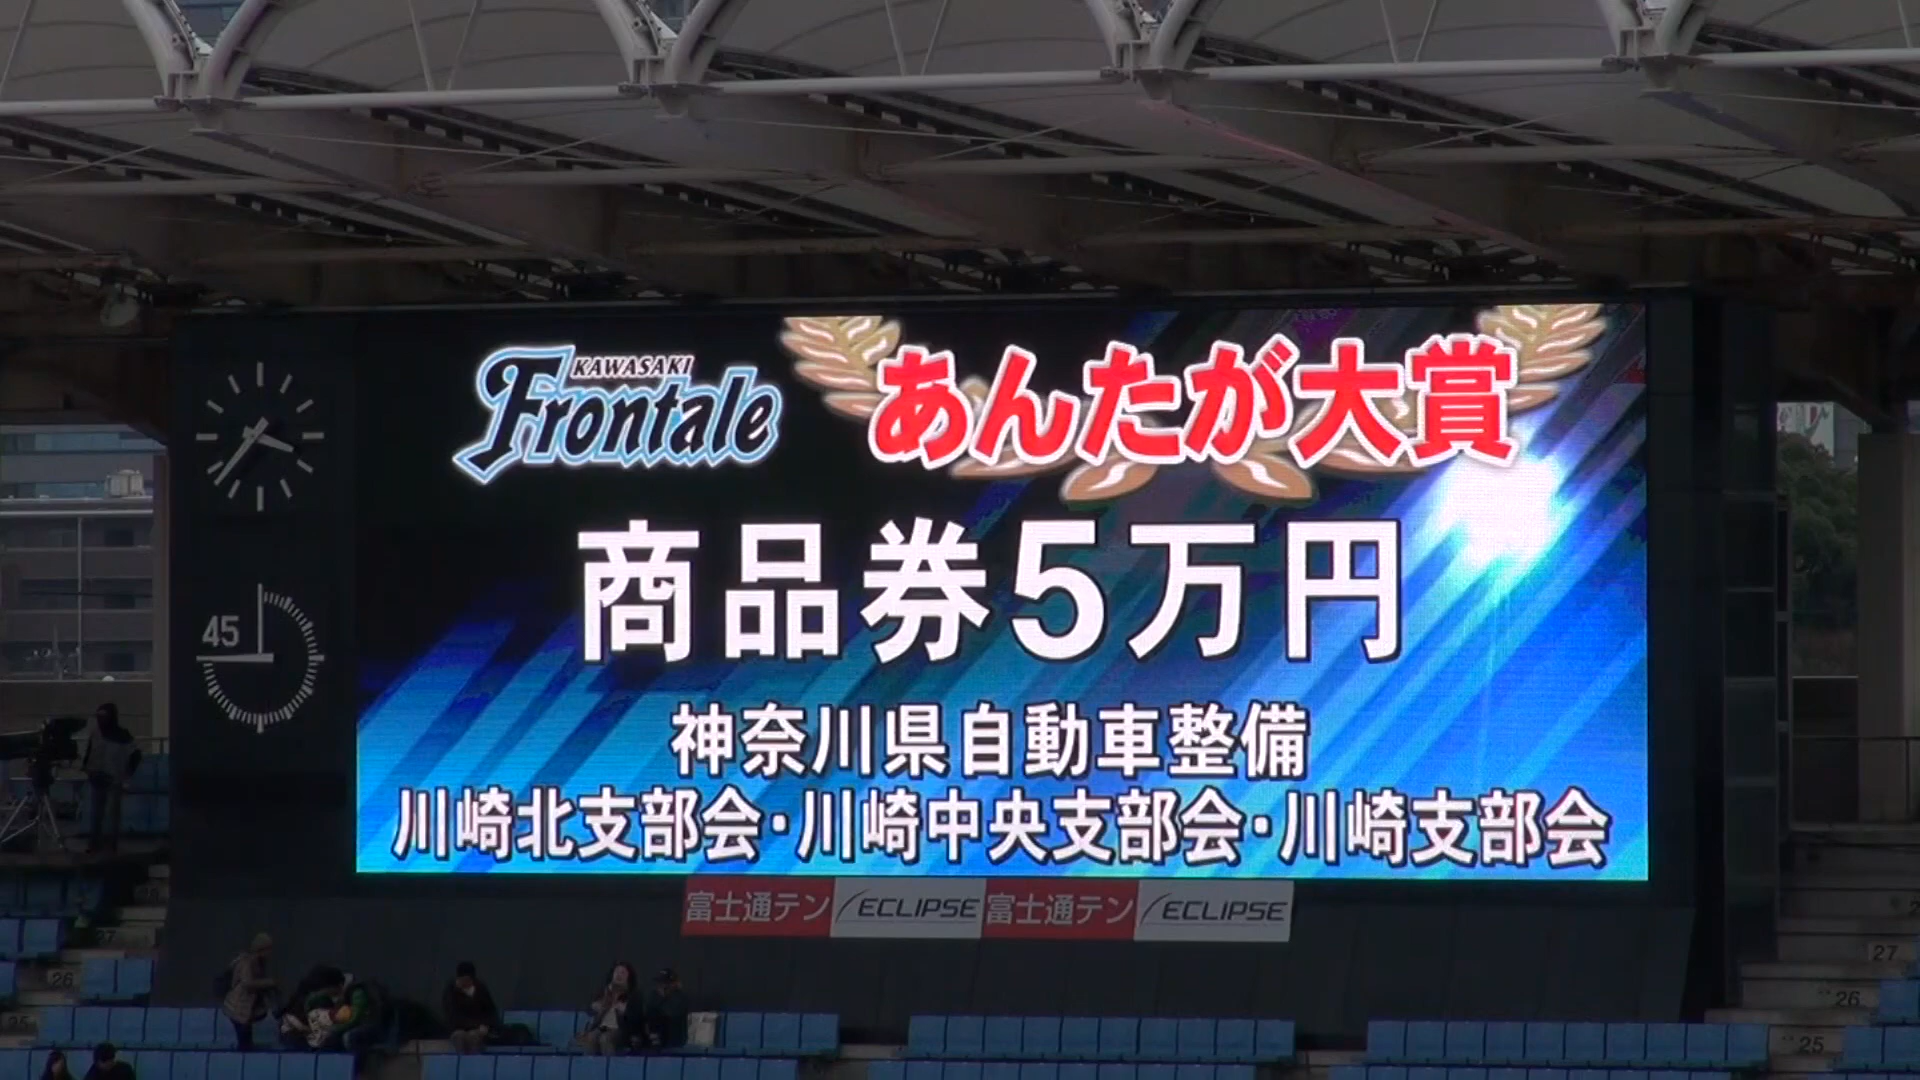 KAWASAKI
Frontale
あんたが大賞
商品券5万円
神奈川県自動車整備
川崎北支部会・川崎中央支部会・川崎支部会
45
富士通テン ECLIPSE 富士通テン ECLIPSE
27
26
27
26
25
25